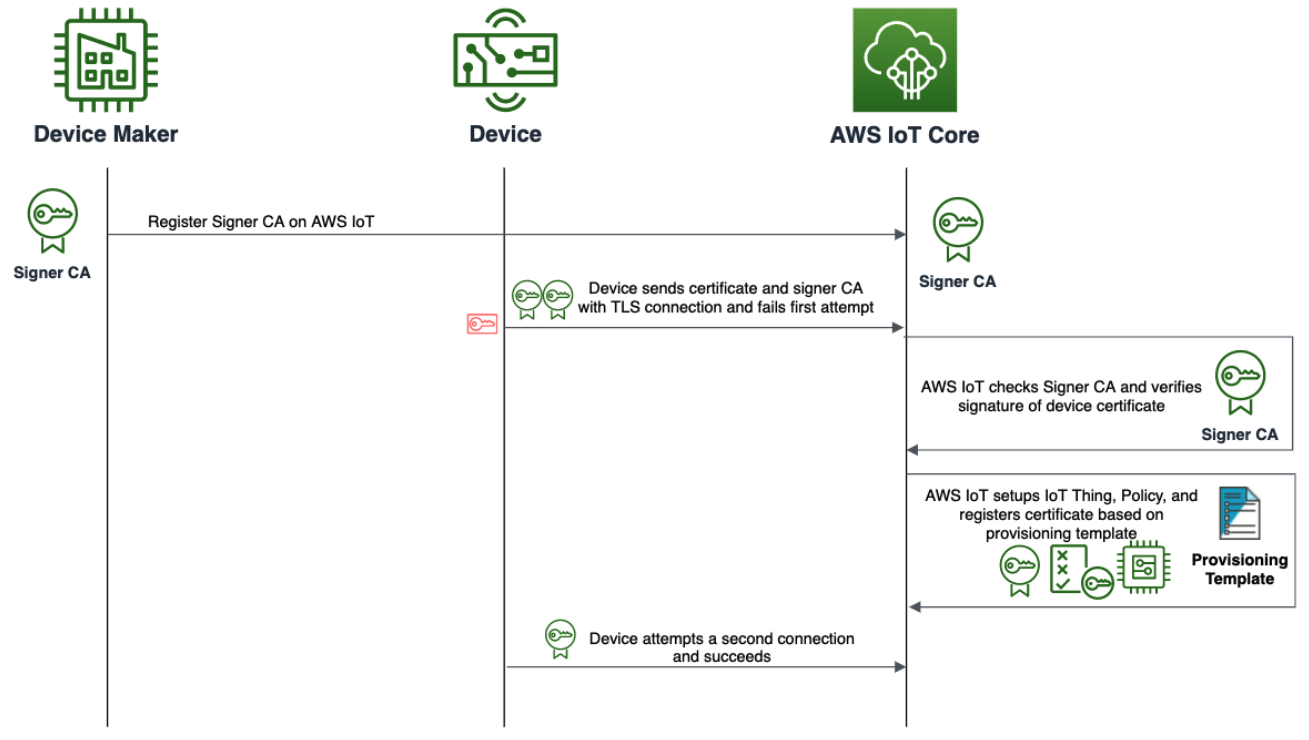 Device Maker
Device
AWS IoT Core
Register Signer CA on AWS IoT
Signer CA
Signer CA
Device sends certificate and signer CA
with TLS connection and fails first attempt
AWS IoT checks Signer CA and verifies
signature of device certificate
Signer CA
AWS IoT setups IoT Thing, Policy, and
registers certificate based on
provisioning template
Provisioning
Template
Device attempts a second connection
and succeeds